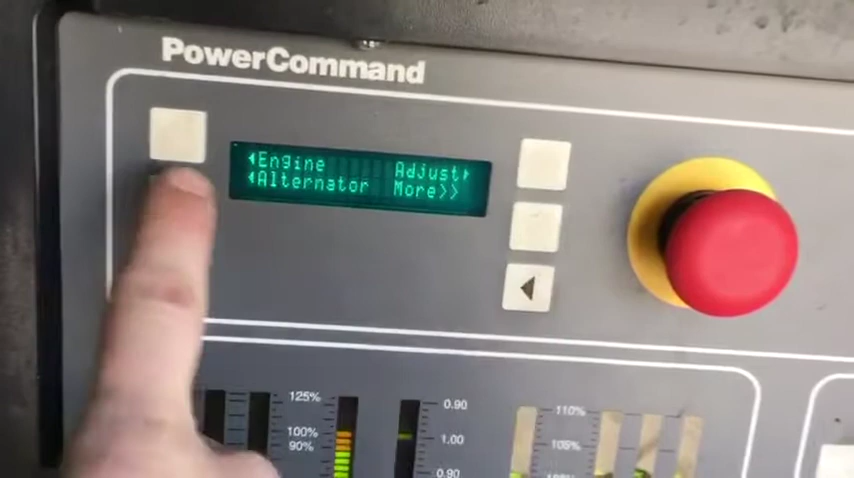 PowerCommand
Engine Adjust
Alternator More>>
125%
100%
90%
0.90
1.00
0.90
110%
105%